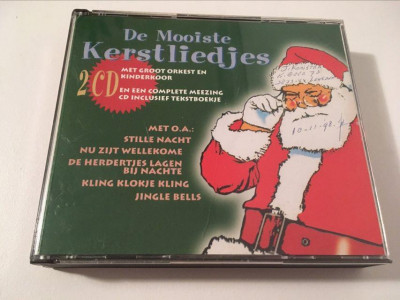 De Mooiste
Kerstliedjes
2CD
MET GROOT ORKEST EN
KINDERKOOR
EN EEN COMPLETE MEEZING
CD INCLUSIEF TEKSTBOEKJE
MET O.A.:
STILLE NACHT
NU ZIJT WELLEKOME
DE HERDERTJES LAGEN
BIJ NACHTE
KLING KLOKJE KLING
JINGLE BELLS